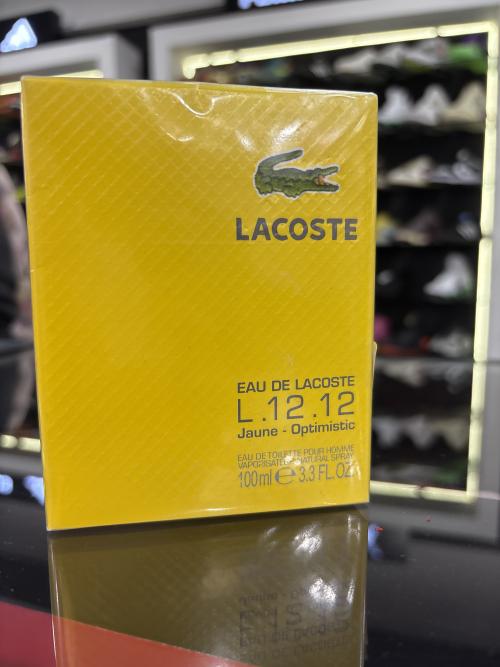 LACOSTE
EAU DE LACOSTE
L.12.12
Jaune - Optimistic
EAU DE TOILETTE POUR HOMME
VAPORISATEUR NATURAL SPRAY
100ml e 3.3 FL.OZ.